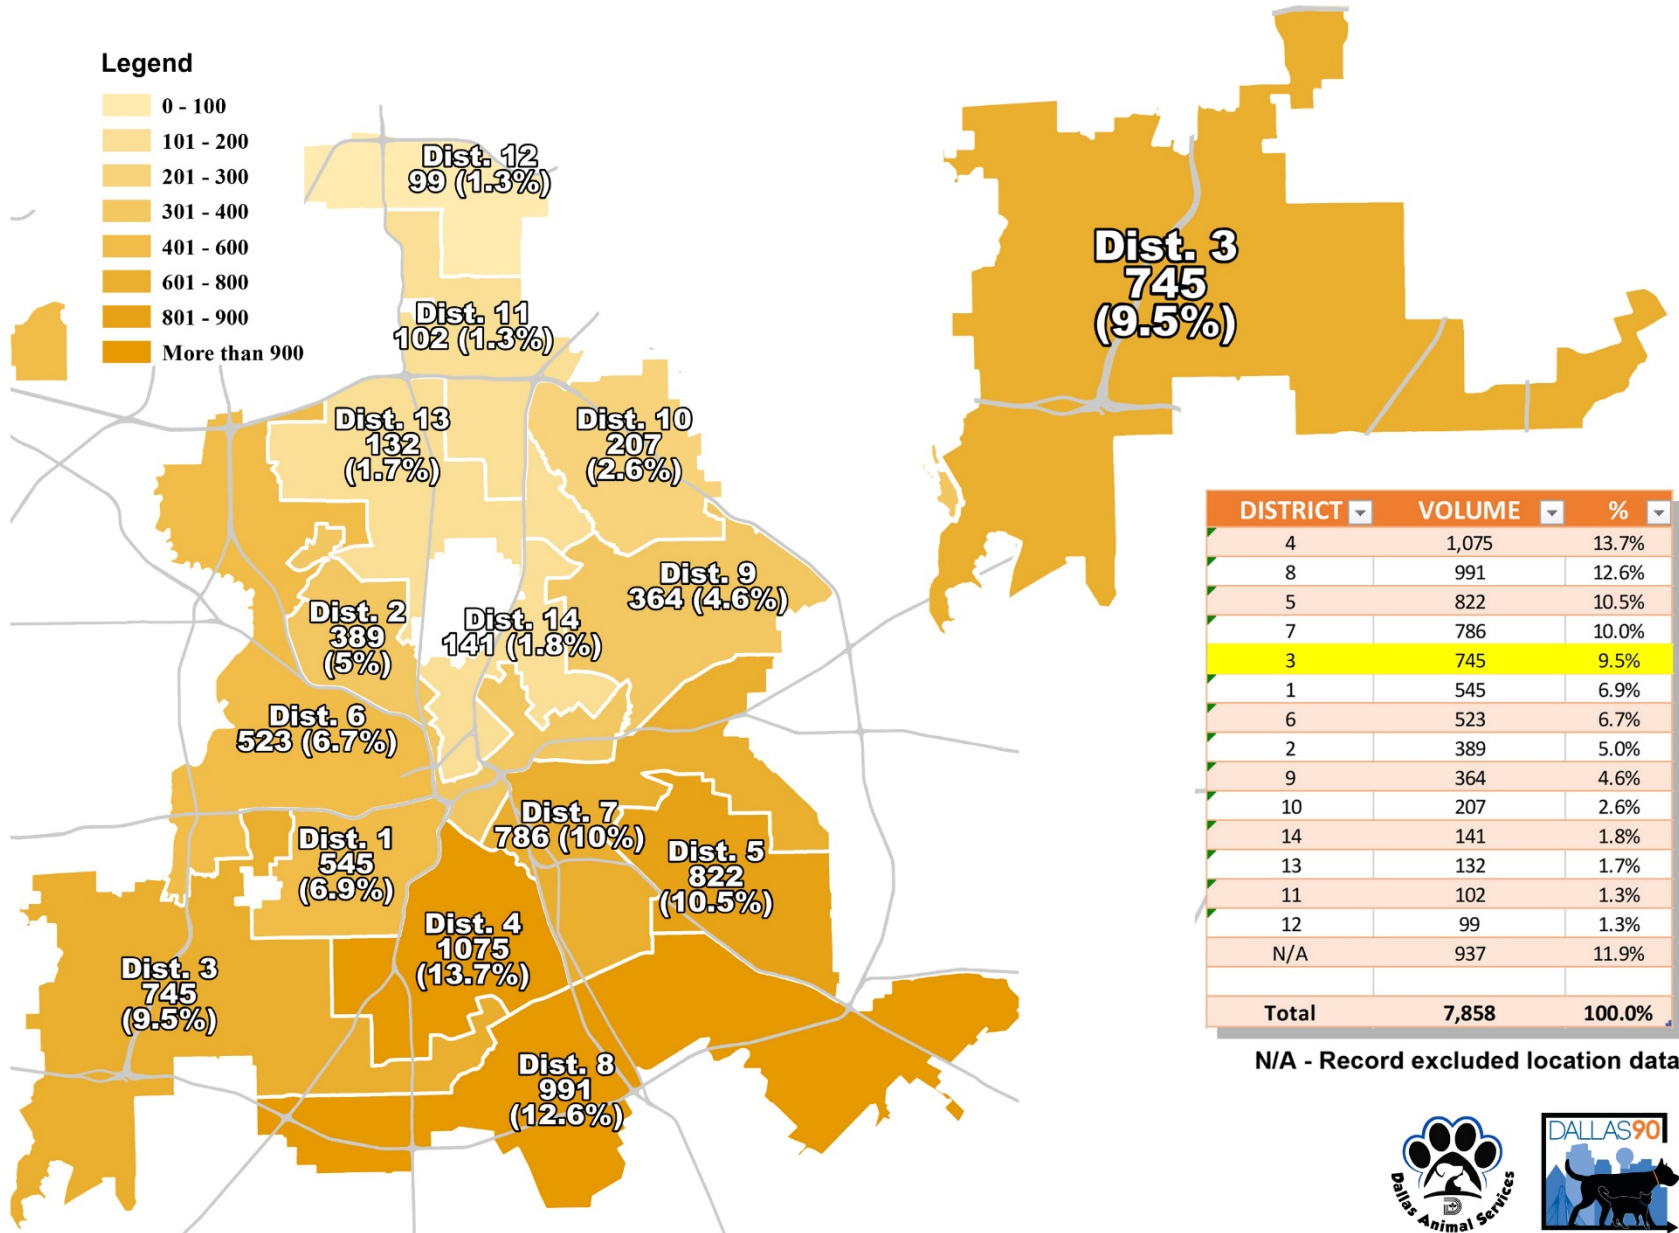 Legend
0 - 100
101 - 200
201 - 300
301 - 400
401 - 600
601 - 800
801 - 900
More than 900
Dist. 12
99 (1.3%)
Dist. 11
102 (1.3%)
Dist. 13
132
(1.7%)
Dist. 10
207
(2.6%)
Dist. 9
364 (4.6%)
Dist. 2
389
(5%)
Dist. 14
141 (1.8%)
Dist. 6
523 (6.7%)
Dist. 7
786 (10%)
Dist. 1
545
(6.9%)
Dist. 5
822
(10.5%)
Dist. 4
1075
(13.7%)
Dist. 3
745
(9.5%)
Dist. 8
991
(12.6%)
Dist. 3
745
(9.5%)
DISTRICT VOLUME %
4 1,075 13.7%
8 991 12.6%
5 822 10.5%
7 786 10.0%
3 745 9.5%
1 545 6.9%
6 523 6.7%
2 389 5.0%
9 364 4.6%
10 207 2.6%
14 141 1.8%
13 132 1.7%
11 102 1.3%
12 99 1.3%
N/A 937 11.9%
Total 7,858 100.0%
N/A - Record excluded location data
Dallas Animal Services
DALLAS90